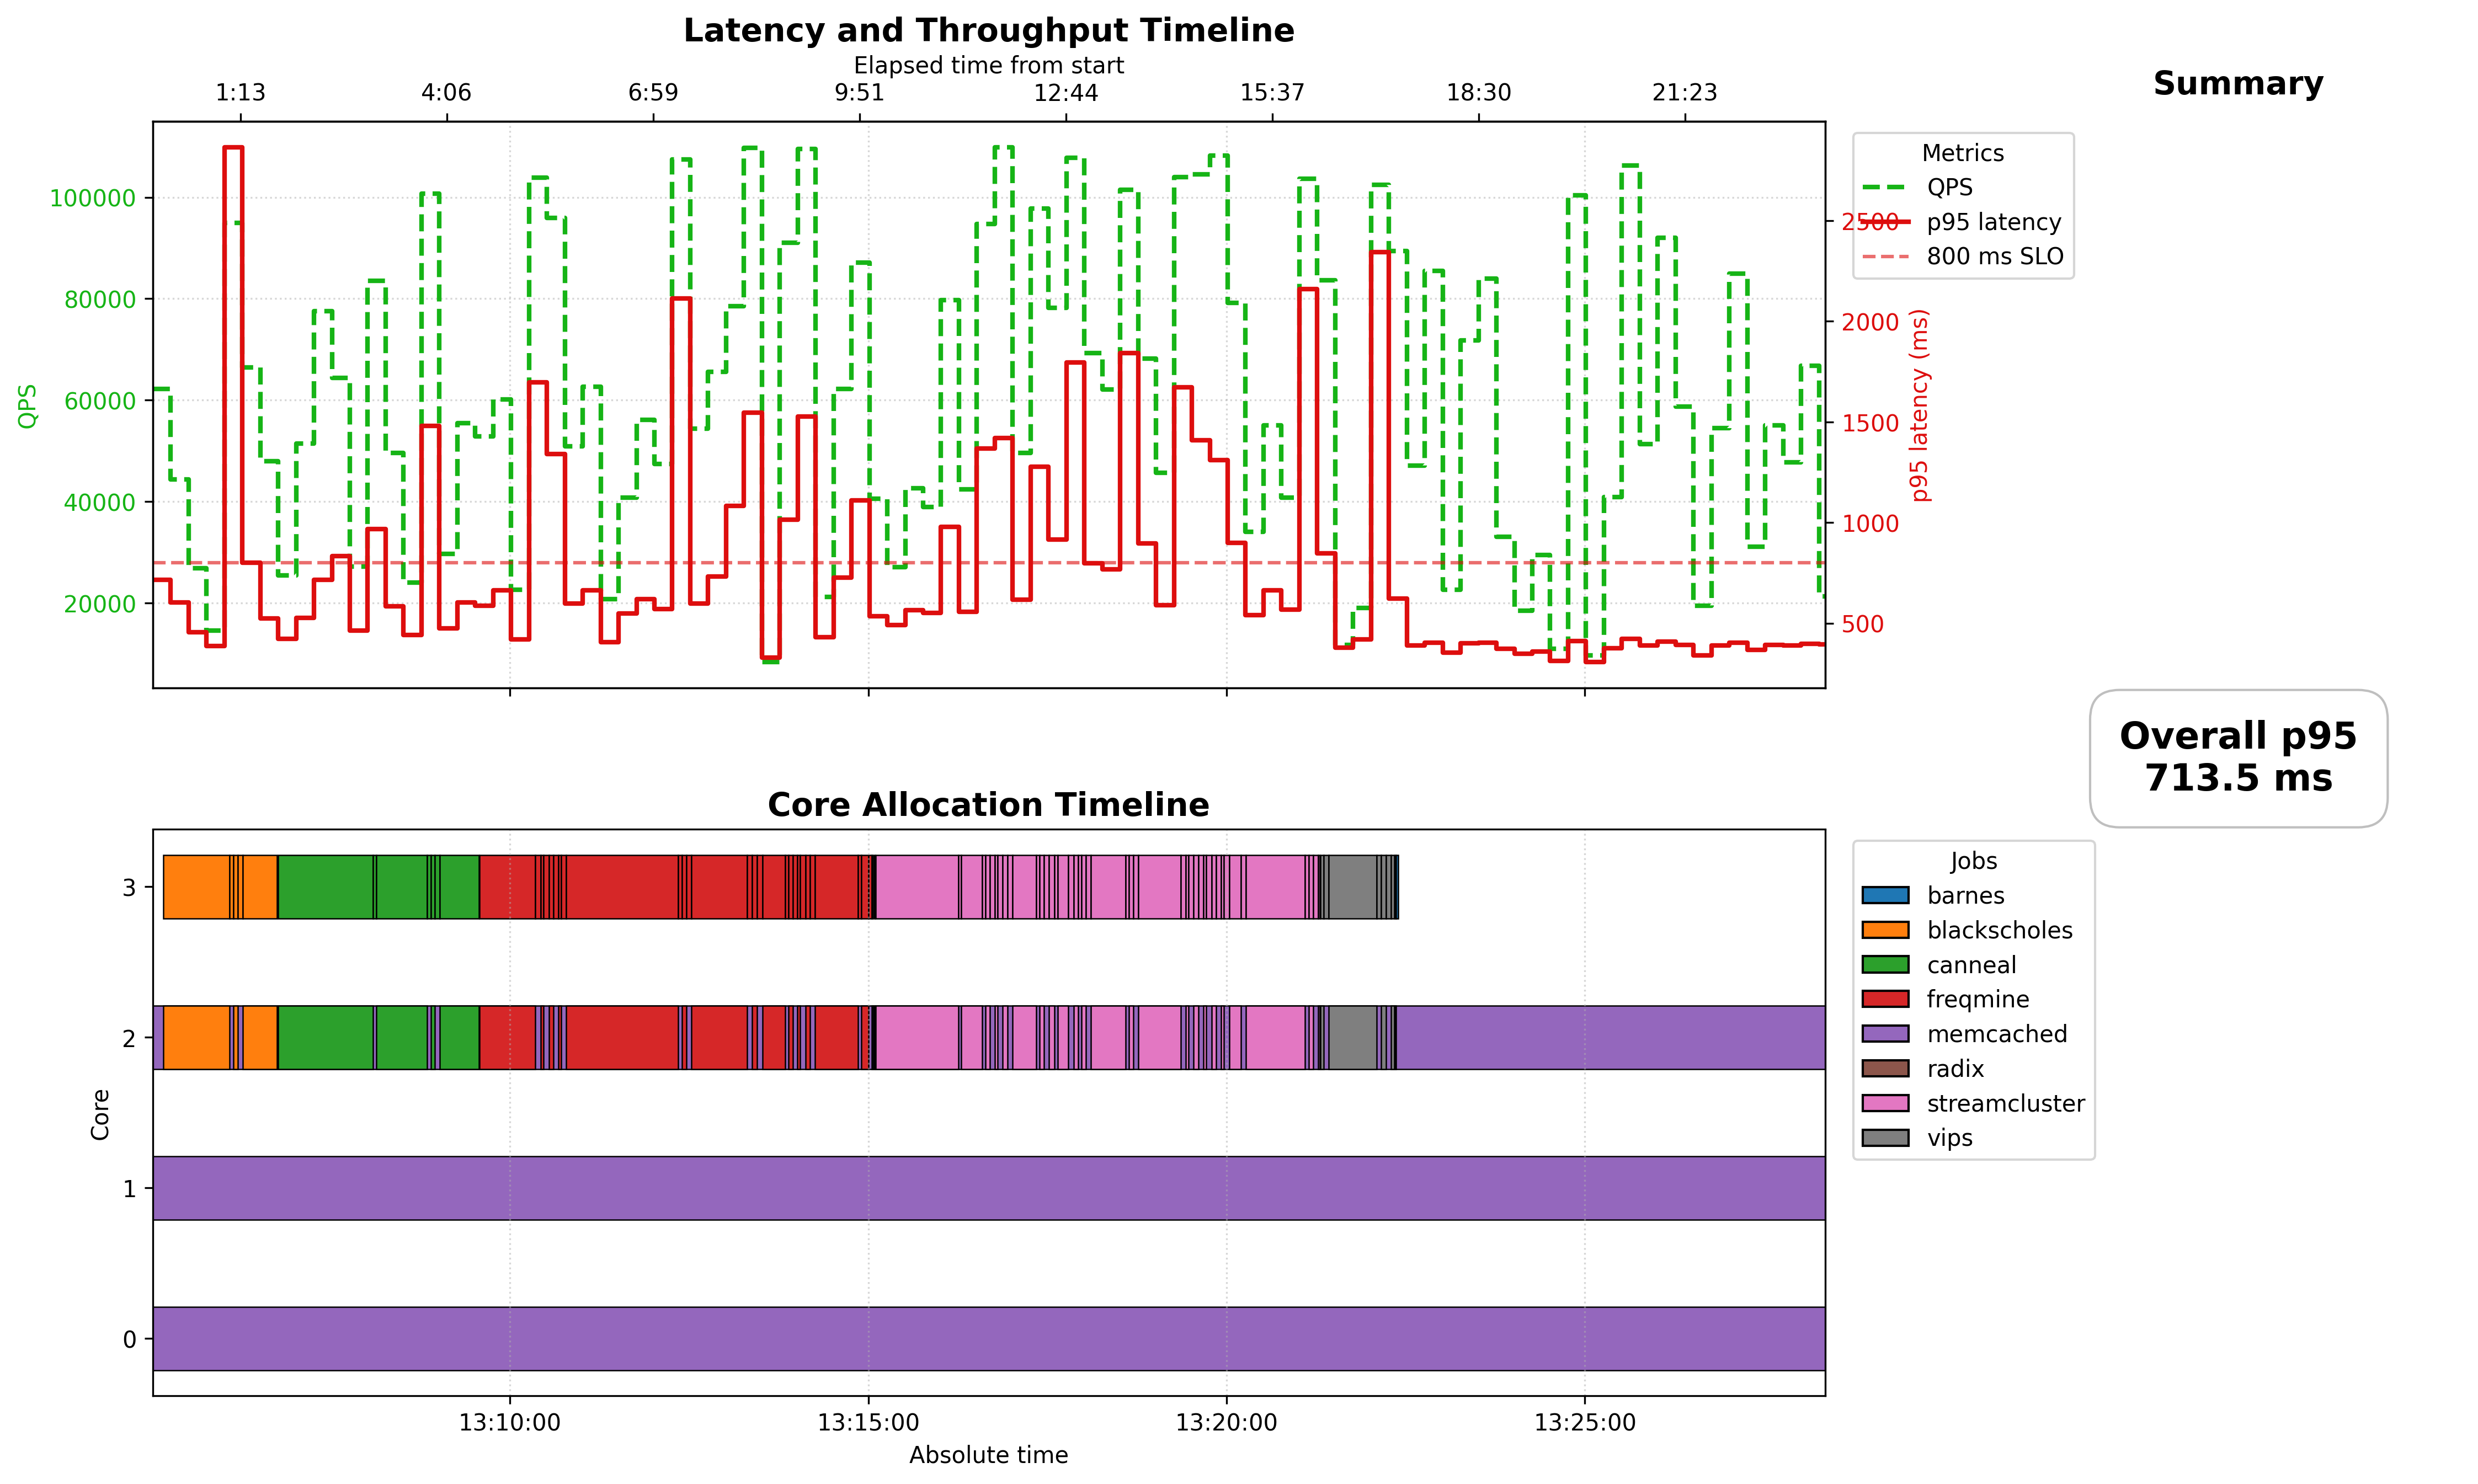 Latency and Throughput Timeline
Elapsed time from start
1:13 4:06 6:59 9:51 12:44 15:37 18:30 21:23
Summary
100000
80000
60000
40000
20000
QPS
2500
2000
1500
1000
500
p95 latency (ms)
Metrics
QPS
p95 latency
800 ms SLO
Overall p95
713.5 ms
Core Allocation Timeline
3
2
1
0
Core
13:10:00 13:15:00 13:20:00 13:25:00
Absolute time
Jobs
barnes
blackscholes
canneal
freqmine
memcached
radix
streamcluster
vips